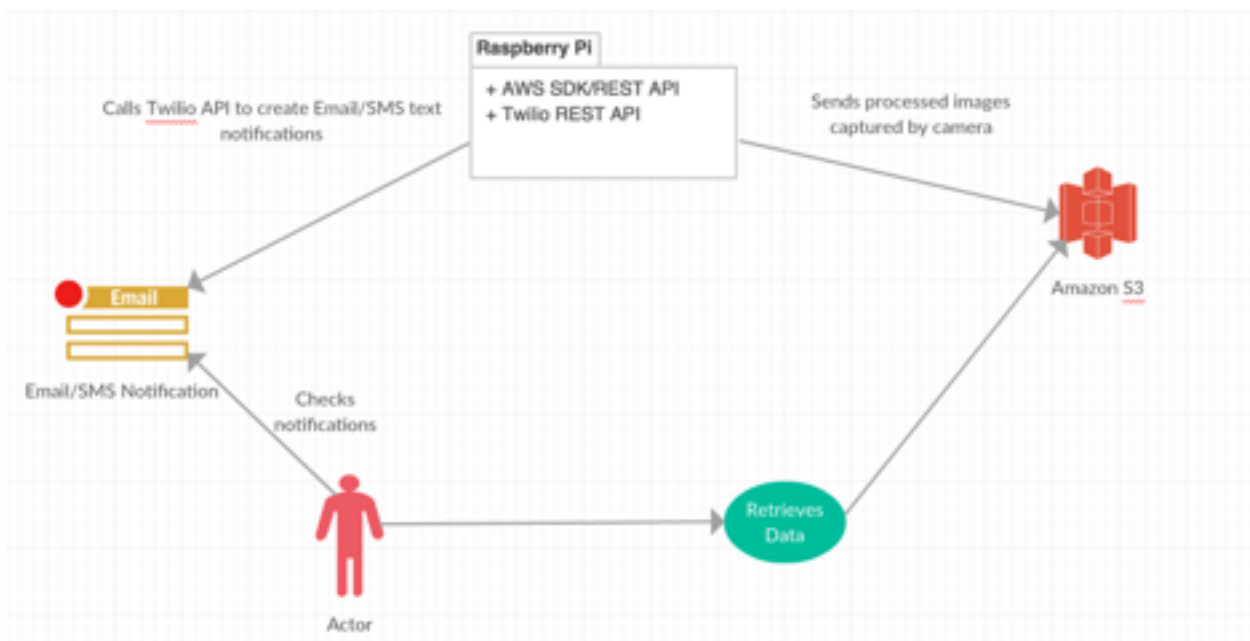 Raspberry Pi
+ AWS SDK/REST API
+ Twilio REST API
Calls Twilio API to create Email/SMS text
notifications
Sends processed images
captured by camera
Email
Amazon S3
Email/SMS Notification
Checks
notifications
Retrieves
Data
Actor